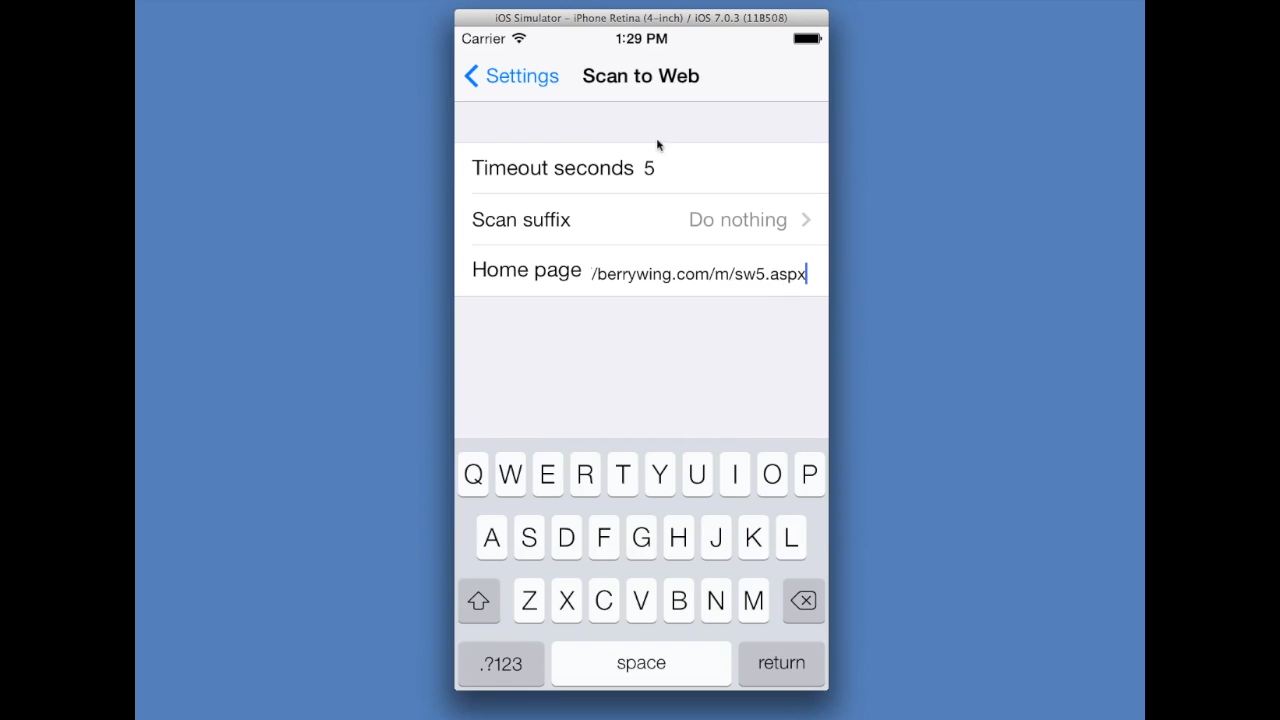 iOS Simulator – iPhone Retina (4-inch) / iOS 7.0.3 (11B508)
Carrier 1:29 PM
Settings Scan to Web
Timeout seconds 5
Scan suffix Do nothing
Home page /berrywing.com/m/sw5.aspx
Q W E R T Y U I O P
A S D F G H J K L
Z X C V B N M
.?123 space return